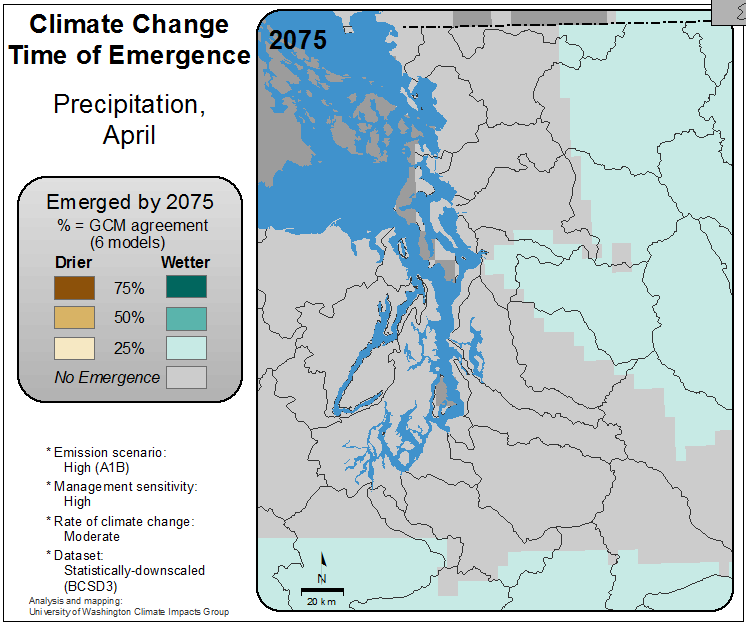 Climate Change
Time of Emergence
Precipitation,
April
Emerged by 2075
% = GCM agreement
(6 models)
Drier Wetter
75%
50%
25%
No Emergence
* Emission scenario:
High (A1B)
* Management sensitivity:
High
* Rate of climate change:
Moderate
* Dataset:
Statistically-downscaled
(BCSD3)
Analysis and mapping:
University of Washington Climate Impacts Group
2075
N
20 km